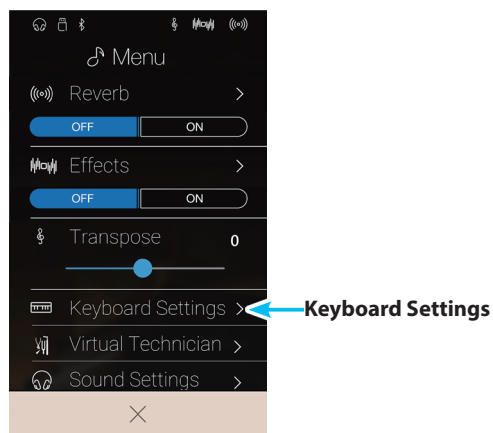 Menu
Reverb
OFF ON
Effects
OFF ON
Transpose 0
Keyboard Settings
Keyboard Settings
Virtual Technician
Sound Settings